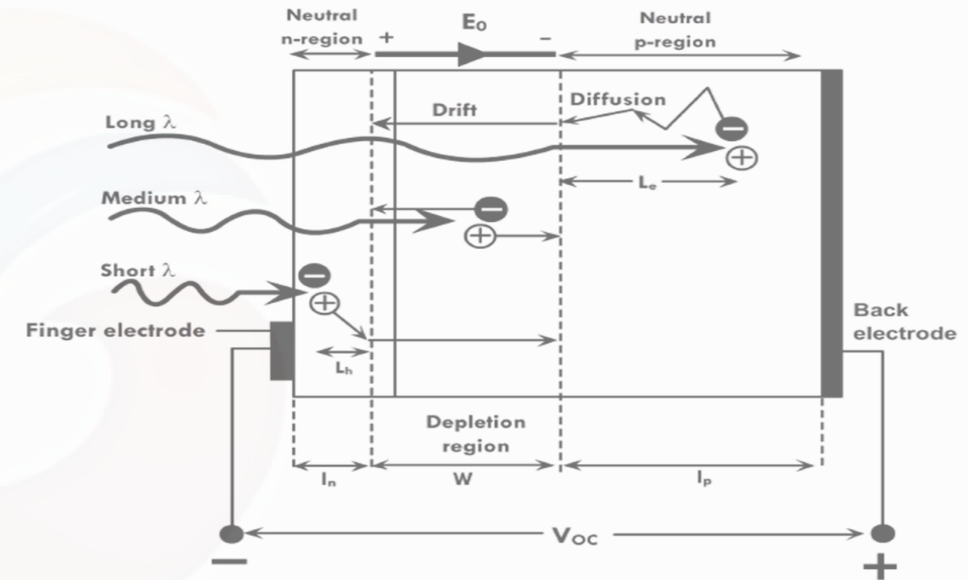 Neutral
n-region
+
E₀
−
Neutral
p-region
Long λ
Drift
Diffusion
−
+
Lₑ
Medium λ
−
+
Short λ
−
+
Finger electrode
Lₕ
Back
electrode
Depletion
region
lₙ
W
lₚ
V_OC
−
+